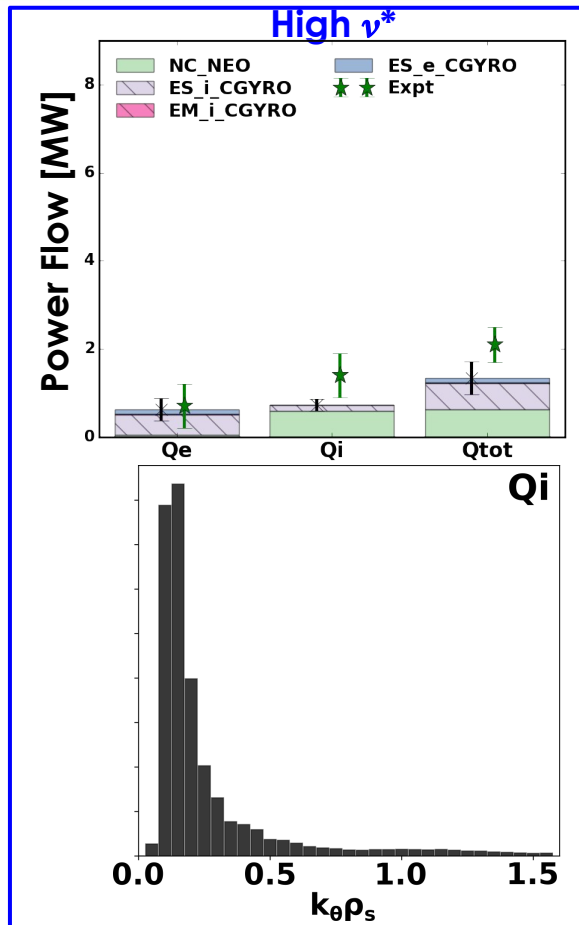 High ν*
NC_NEO ES_e_CGYRO
ES_i_CGYRO Expt
EM_i_CGYRO
Power Flow [MW]
8
6
4
2
0
Qe Qi Qtot
Qi
0.0 0.5 1.0 1.5
kθρs